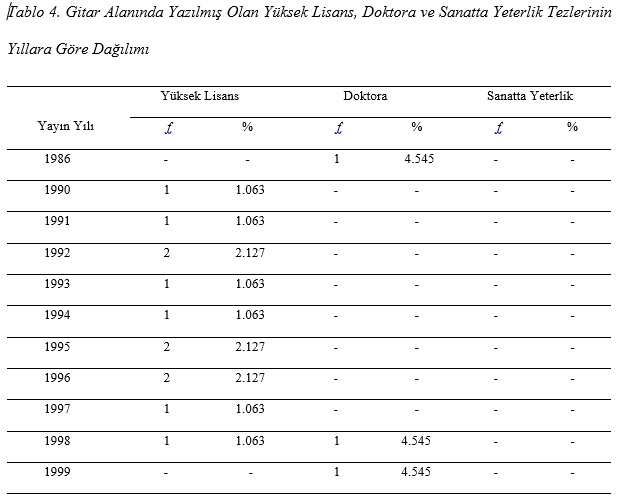 Tablo 4. Gitar Alanında Yazılmış Olan Yüksek Lisans, Doktora ve Sanatta Yeterlik Tezlerinin
Yıllara Göre Dağılımı
Yüksek Lisans Doktora Sanatta Yeterlik
Yayın Yılı f % f % f %
1986 - - 1 4.545 - -
1990 1 1.063 - - - -
1991 1 1.063 - - - -
1992 2 2.127 - - - -
1993 1 1.063 - - - -
1994 1 1.063 - - - -
1995 2 2.127 - - - -
1996 2 2.127 - - - -
1997 1 1.063 - - - -
1998 1 1.063 1 4.545 - -
1999 - - 1 4.545 - -